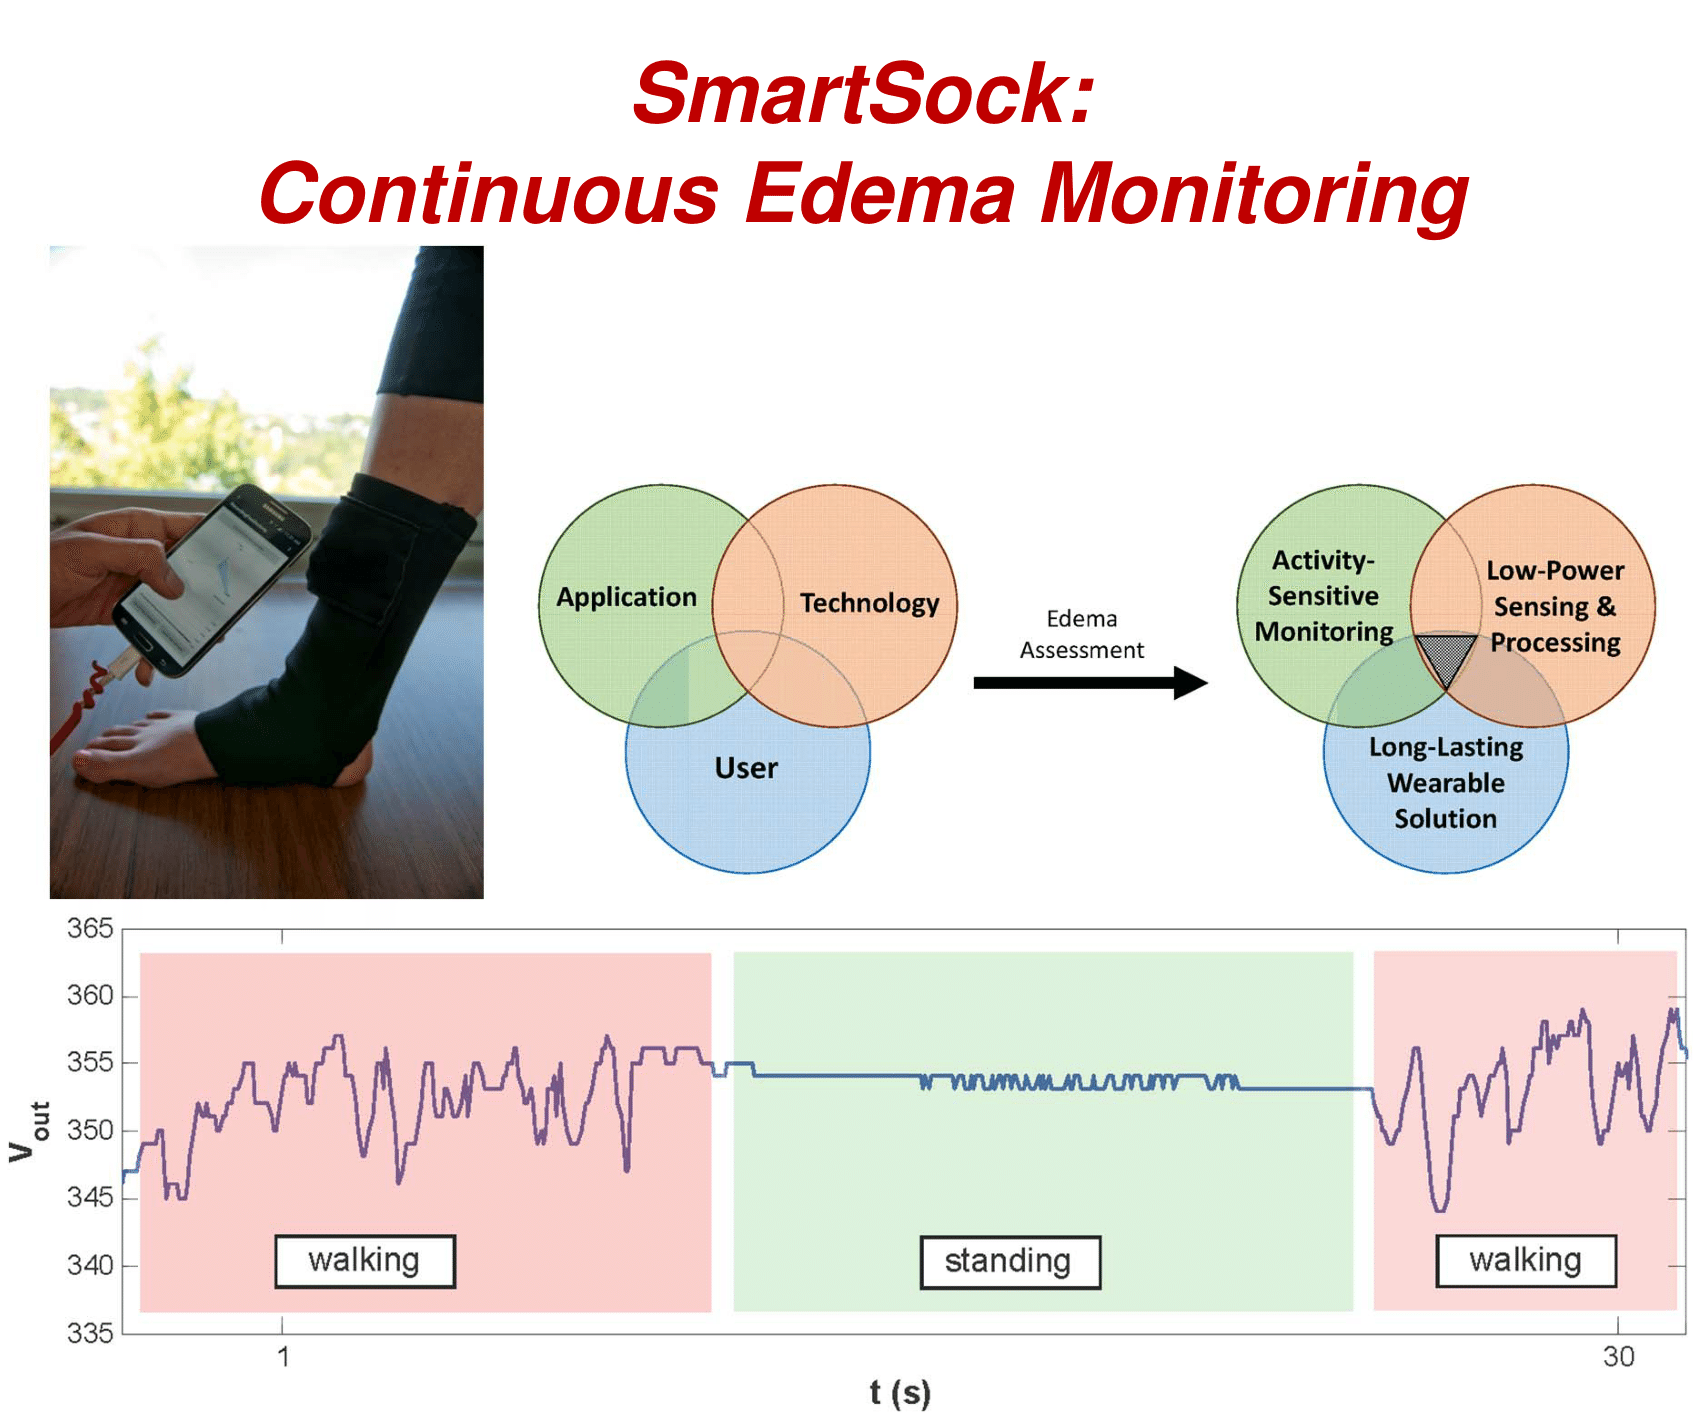 SmartSock:
Continuous Edema Monitoring
SAMSUNG
Application
Technology
User
Edema
Assessment
Activity-
Sensitive
Monitoring
Low-Power
Sensing &
Processing
Long-Lasting
Wearable
Solution
365
360
355
350
345
340
335
Vout
walking
standing
walking
1
30
t (s)